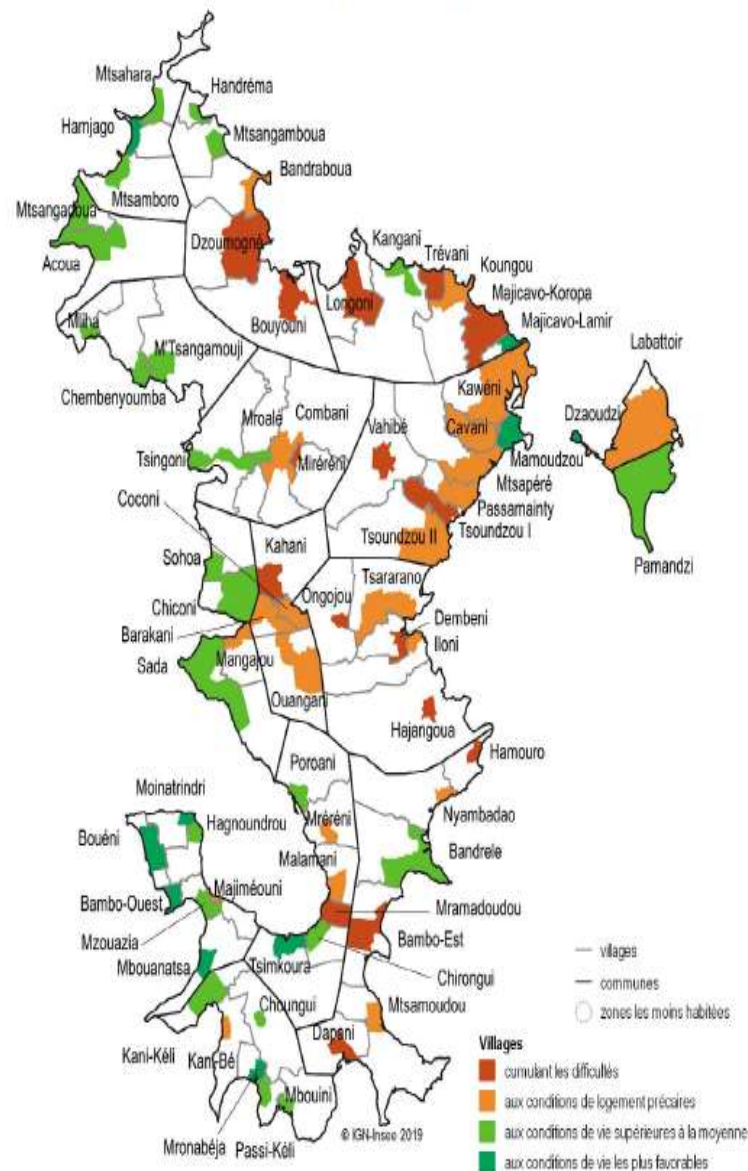 Mtsahara
Handréma
Hamjago
Mtsangamboua
Bandraboua
Mtsamboro
Mtsangadoua
Dzoumogné
Acoua
Kangani
Trévani
Koungou
Longoni
Majicavo-Koropa
Bouyouni
Majicavo-Lamir
Mliha
M'Tsangamouji
Labattoir
Chembenyoumba
Kawéni
Dzaoudzi
Combani
Mroalé
Vahibé
Cavani
Miréréni
Mamoudzou
Tsingoni
Mtsapéré
Coconi
Passamainty
Tsoundzou I
Tsoundzou II
Kahani
Pamandzi
Sohoa
Tsararano
Ongojou
Chiconi
Dembeni
Barakani
Iloni
Mangajou
Sada
Ouangani
Hajangoua
Hamouro
Poroani
Moinatrindri
Nyambadao
Mréréni
Hagnoundrou
Bouéni
Bandrele
Malamani
Bambo-Ouest
Majiméouni
Mramadoudou
Mzouazia
Bambo-Est
Mbouanatsa
Tsimkoura
Chirongui
Choungui
Mtsamoudou
Dapani
Kani-Kéli
Kani-Bé
Mbouini
Mronabéja
Passi-Kéli
© IGN-Insee 2019
villages
communes
zones les moins habitées
Villages
cumulant les difficultés
aux conditions de logement précaires
aux conditions de vie supérieures à la moyenne
aux conditions de vie les plus favorables